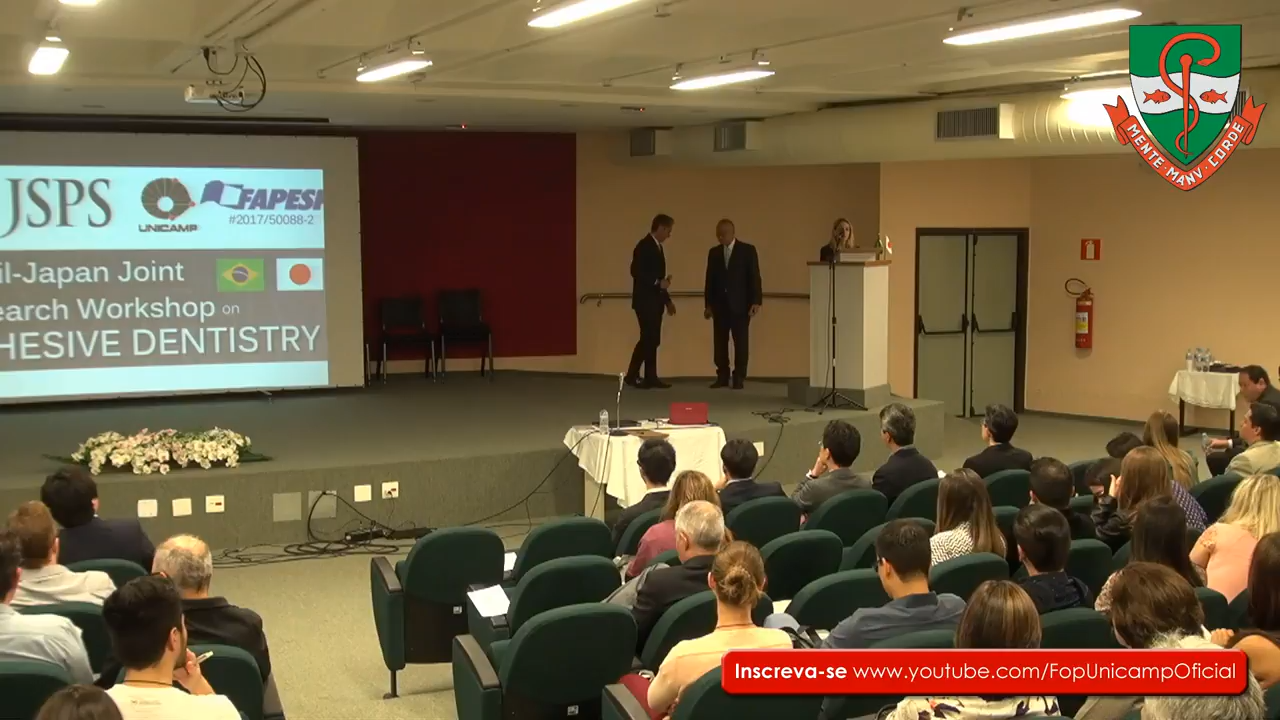 JSPS
UNICAMP
FAPES
#2017/50088-2
il-Japan Joint
earch Workshop on
HESIVE DENTISTRY
MENTE · MANV · CORDE
Inscreva-se www.youtube.com/FopUnicampOficial